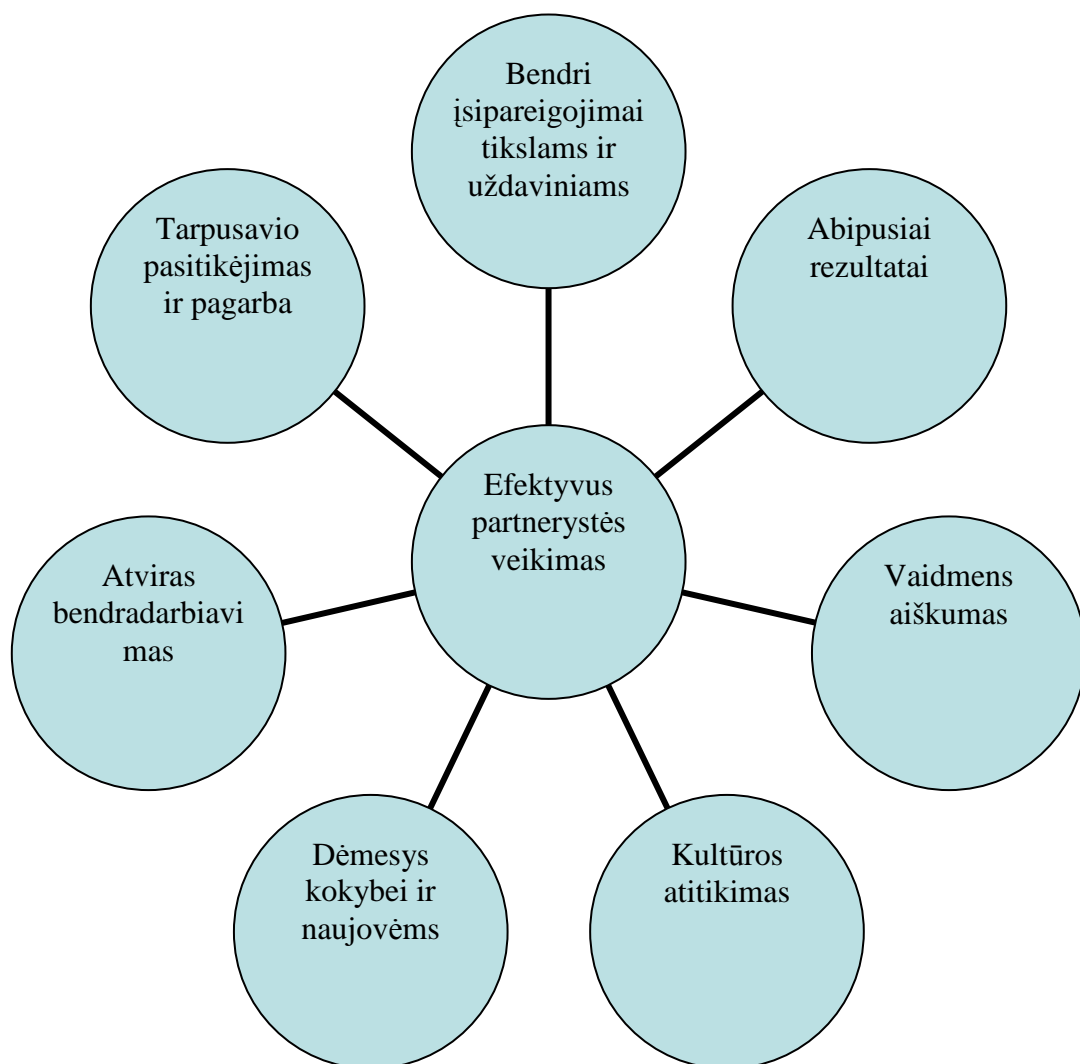 Bendri
įsipareigojimai
tikslams ir
uždaviniams
Tarpusavio
pasitikėjimas
ir pagarba
Abipusiai
rezultatai
Efektyvus
partnerystės
veikimas
Atviras
bendradarbiavi
mas
Vaidmens
aiškumas
Dėmesys
kokybei ir
naujovėms
Kultūros
atitikimas